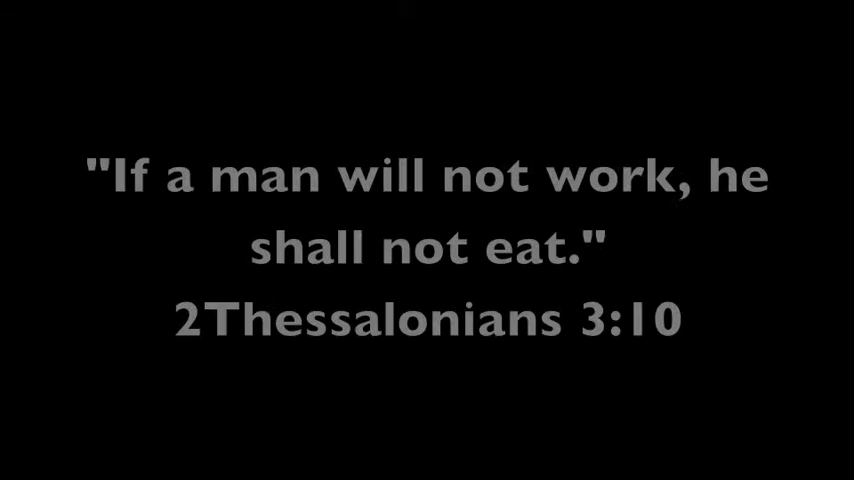 "If a man will not work, he
shall not eat."
2Thessalonians 3:10